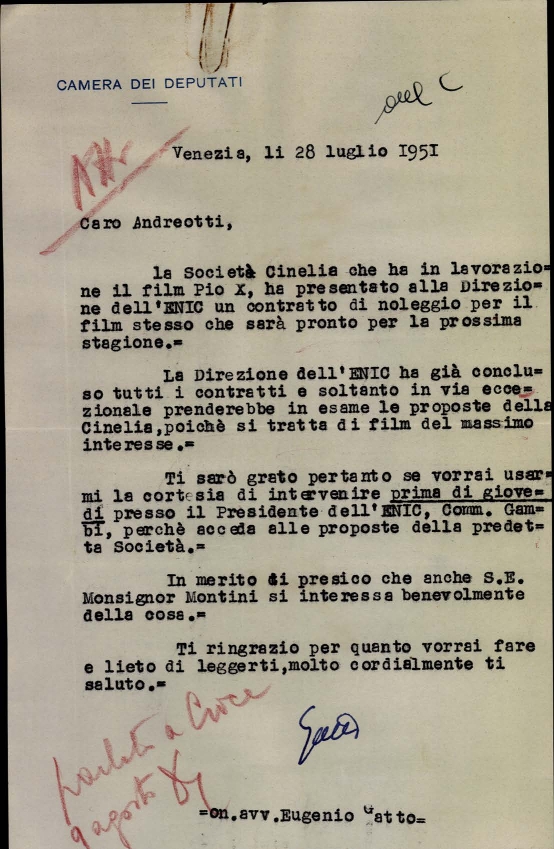 CAMERA DEI DEPUTATI
Venezia, li 28 luglio I95I
Caro Andreotti,
la Società Cinelia che ha in lavorazio=
ne il film Pio X, ha presentato alla Direzio=
ne dell'ENIC un contratto di noleggio per il
film stesso che sarà pronto per la prossima
stagione.=
La Direzione dell'ENIC ha già conclu=
so tutti i contratti e soltanto in via ecce=
zionale prenderebbe in esame le proposte della
Cinelia,poichè si tratta di film del massimo
interesse.=
Ti sarò grato pertanto se vorrai usar=
mi la cortesia di intervenire prima di giove=
dì presso il Presidente dell'ENIC, Comm. Gam=
bi, perchè acceda alle proposte della predet=
ta Società.=
In merito ti presico che anche S.E.
Monsignor Montini si interessa benevolmente
della cosa.=
Ti ringrazio per quanto vorrai fare
e lieto di leggerti,molto cordialmente ti
saluto.=
Gatto
parlato a Croce
9 agosto
=on.avv.Eugenio Gatto=